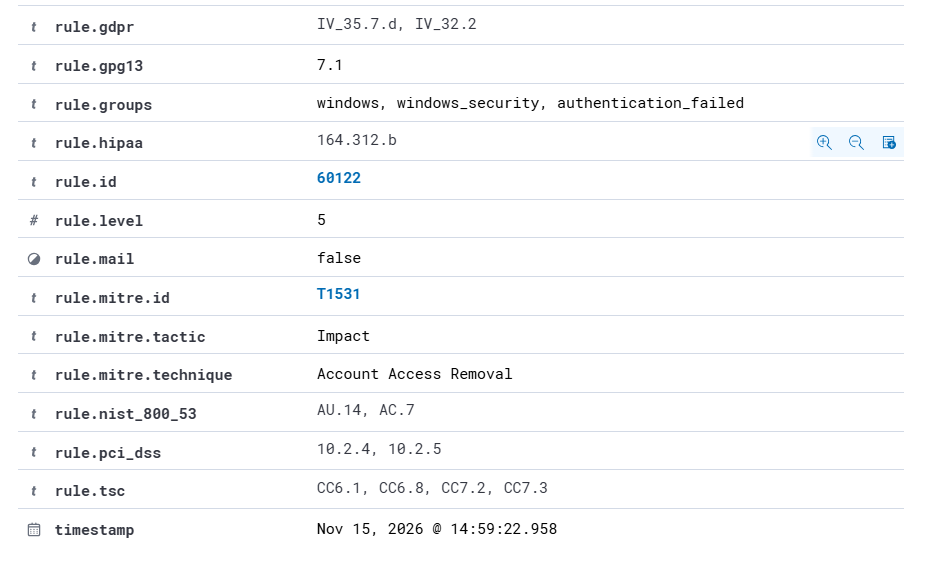 t rule.gdpr IV_35.7.d, IV_32.2
t rule.gpg13 7.1
t rule.groups windows, windows_security, authentication_failed
t rule.hipaa 164.312.b
t rule.id 60122
# rule.level 5
rule.mail false
t rule.mitre.id T1531
t rule.mitre.tactic Impact
t rule.mitre.technique Account Access Removal
t rule.nist_800_53 AU.14, AC.7
t rule.pci_dss 10.2.4, 10.2.5
t rule.tsc CC6.1, CC6.8, CC7.2, CC7.3
timestamp Nov 15, 2026 @ 14:59:22.958